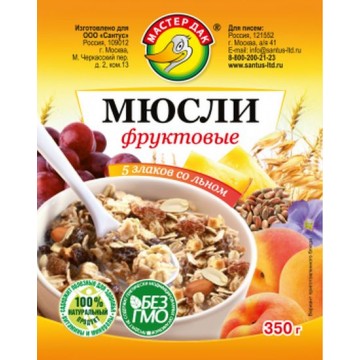 Изготовлено для
ООО «Сантус»
Россия, 109012
г. Москва,
М. Черкасский пер.
д. 2, ком.13
МАСТЕР ДАК
®
Для писем:
Россия, 121552
г. Москва, а/я 41
E-mail: info@santus-ltd.ru
8-800-200-21-23
www.santus-ltd.ru
МЮСЛИ
фруктовые
5 злаков со льном
100%
НАТУРАЛЬНЫЙ
ПРОДУКТ
БЕЗ
ГМО
350 г